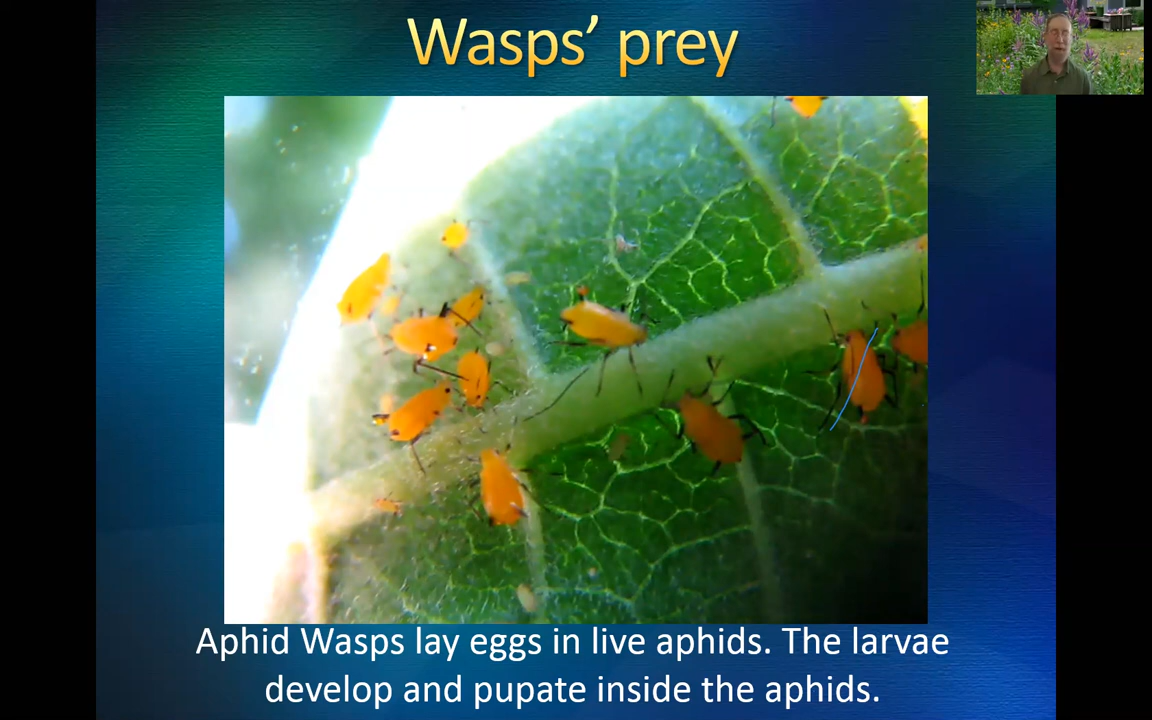 Wasps’ prey
Aphid Wasps lay eggs in live aphids. The larvae
develop and pupate inside the aphids.